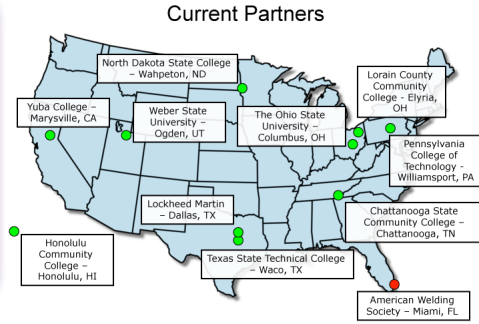 Current Partners
North Dakota State College
– Wahpeton, ND
Lorain County
Community
College - Elyria,
OH
Yuba College –
Marysville, CA
Weber State
University –
Ogden, UT
The Ohio State
University –
Columbus, OH
Pennsylvania
College of
Technology -
Williamsport, PA
Lockheed Martin
– Dallas, TX
Chattanooga State
Community College –
Chattanooga, TN
Honolulu
Community
College –
Honolulu, HI
Texas State Technical College
– Waco, TX
American Welding
Society – Miami, FL